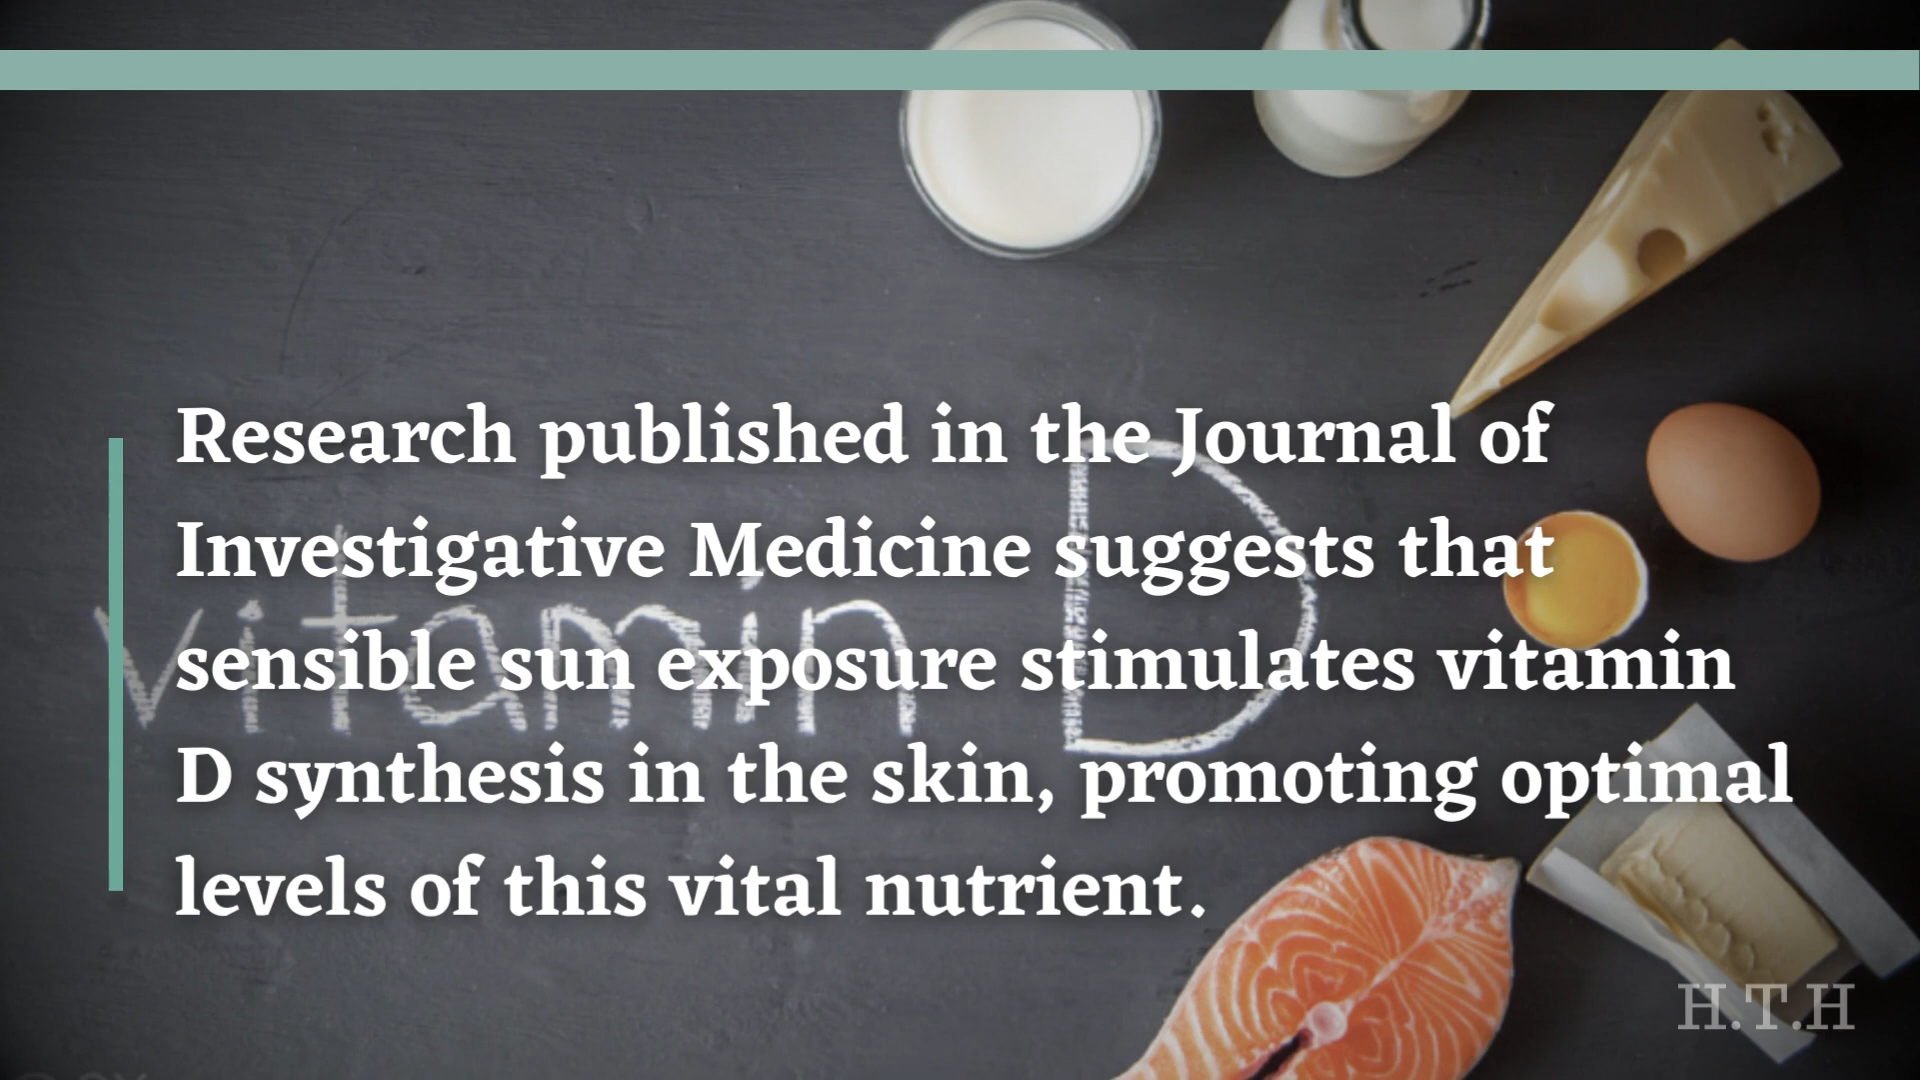 Research published in the Journal of
Investigative Medicine suggests that
sensible sun exposure stimulates vitamin
D synthesis in the skin, promoting optimal
levels of this vital nutrient.
vitamin D
H.T.H